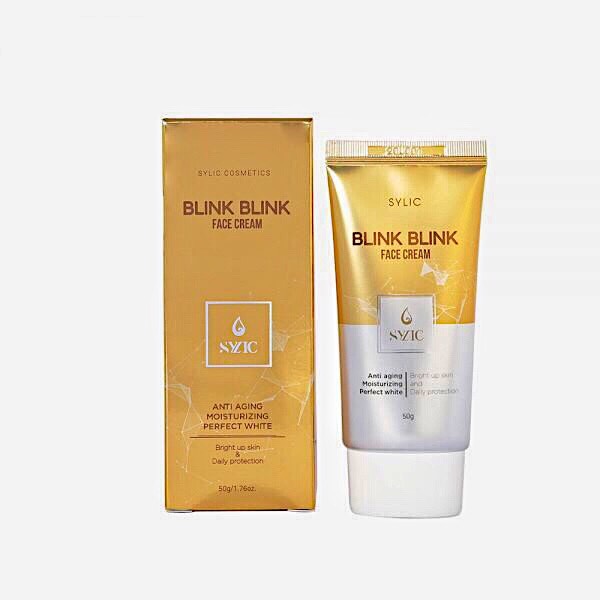 SYLIC COSMETICS
BLINK BLINK
FACE CREAM
SYLIC
ANTI AGING
MOISTURIZING
PERFECT WHITE
Bright up skin
&
Daily protection
50g/1.76oz.
SYLIC
BLINK BLINK
FACE CREAM
SYLIC
Anti aging
Moisturizing
Perfect white
Bright up skin
and
Daily protection
50g